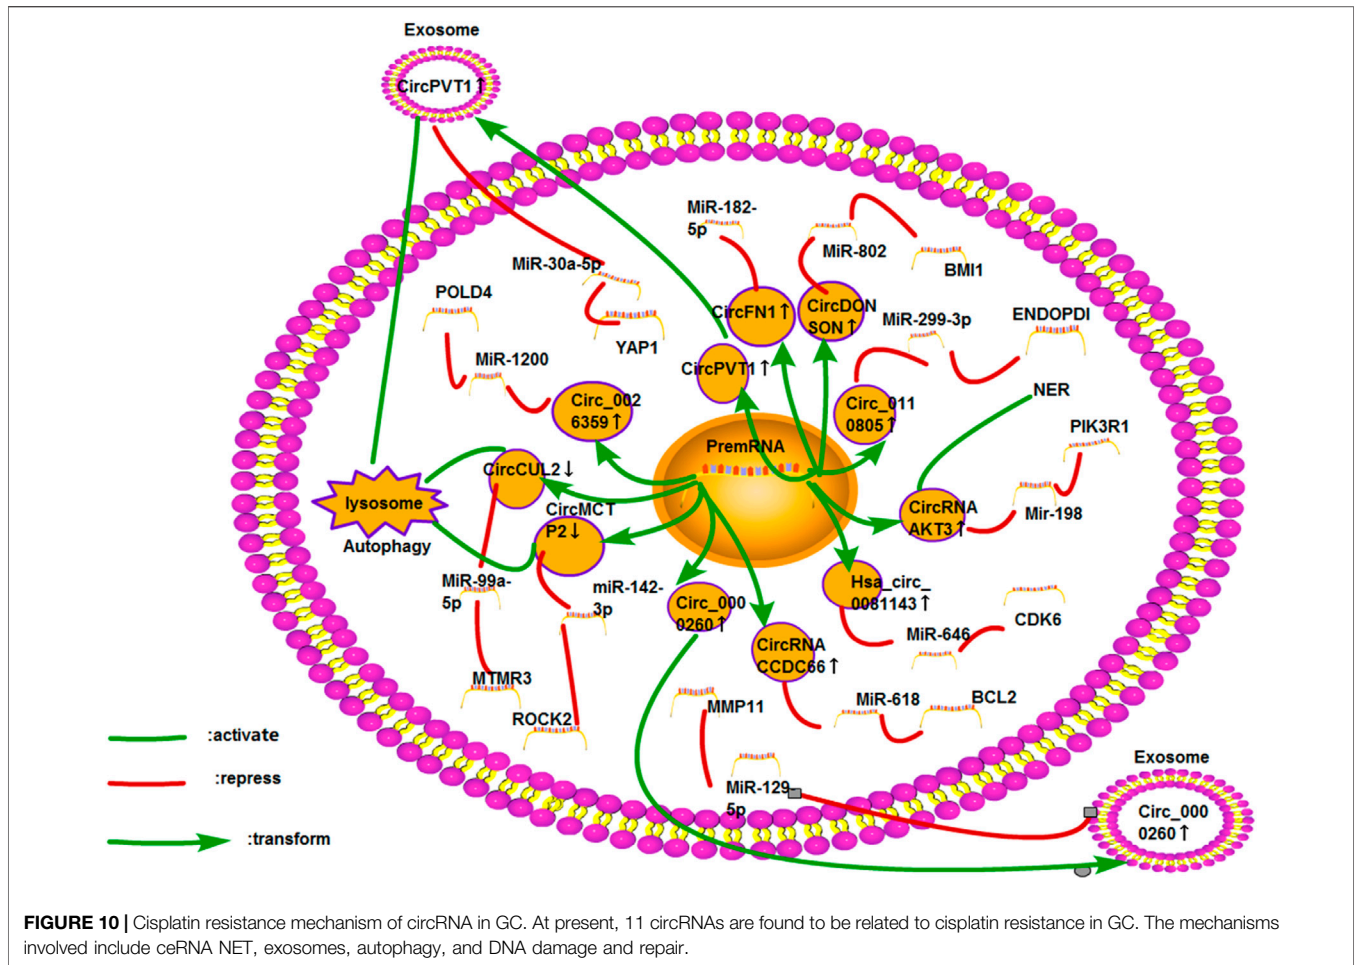 Exosome
CircPVT1↑
MiR-182-
5p
MiR-802
BMI1
MiR-30a-5p
YAP1
POLD4
MiR-1200
CircFN1↑
CircDON
SON↑
MiR-299-3p
ENDOPDI
CircPVT1↑
NER
Circ_002
6359↑
Circ_011
0805↑
PIK3R1
PremRNA
CircCUL2↓
lysosome
Autophagy
CircMCT
P2↓
CircRNA
AKT3↑
Mir-198
MiR-99a-
5p
miR-142-
3p
Circ_000
0260↑
Hsa_circ_
0081143↑
CDK6
MiR-646
CircRNA
CCDC66↑
MTMR3
ROCK2
MMP11
MiR-618
BCL2
MiR-129-
5p
Exosome
Circ_000
0260↑
:activate
:repress
:transform
FIGURE 10 | Cisplatin resistance mechanism of circRNA in GC. At present, 11 circRNAs are found to be related to cisplatin resistance in GC. The mechanisms
involved include ceRNA NET, exosomes, autophagy, and DNA damage and repair.